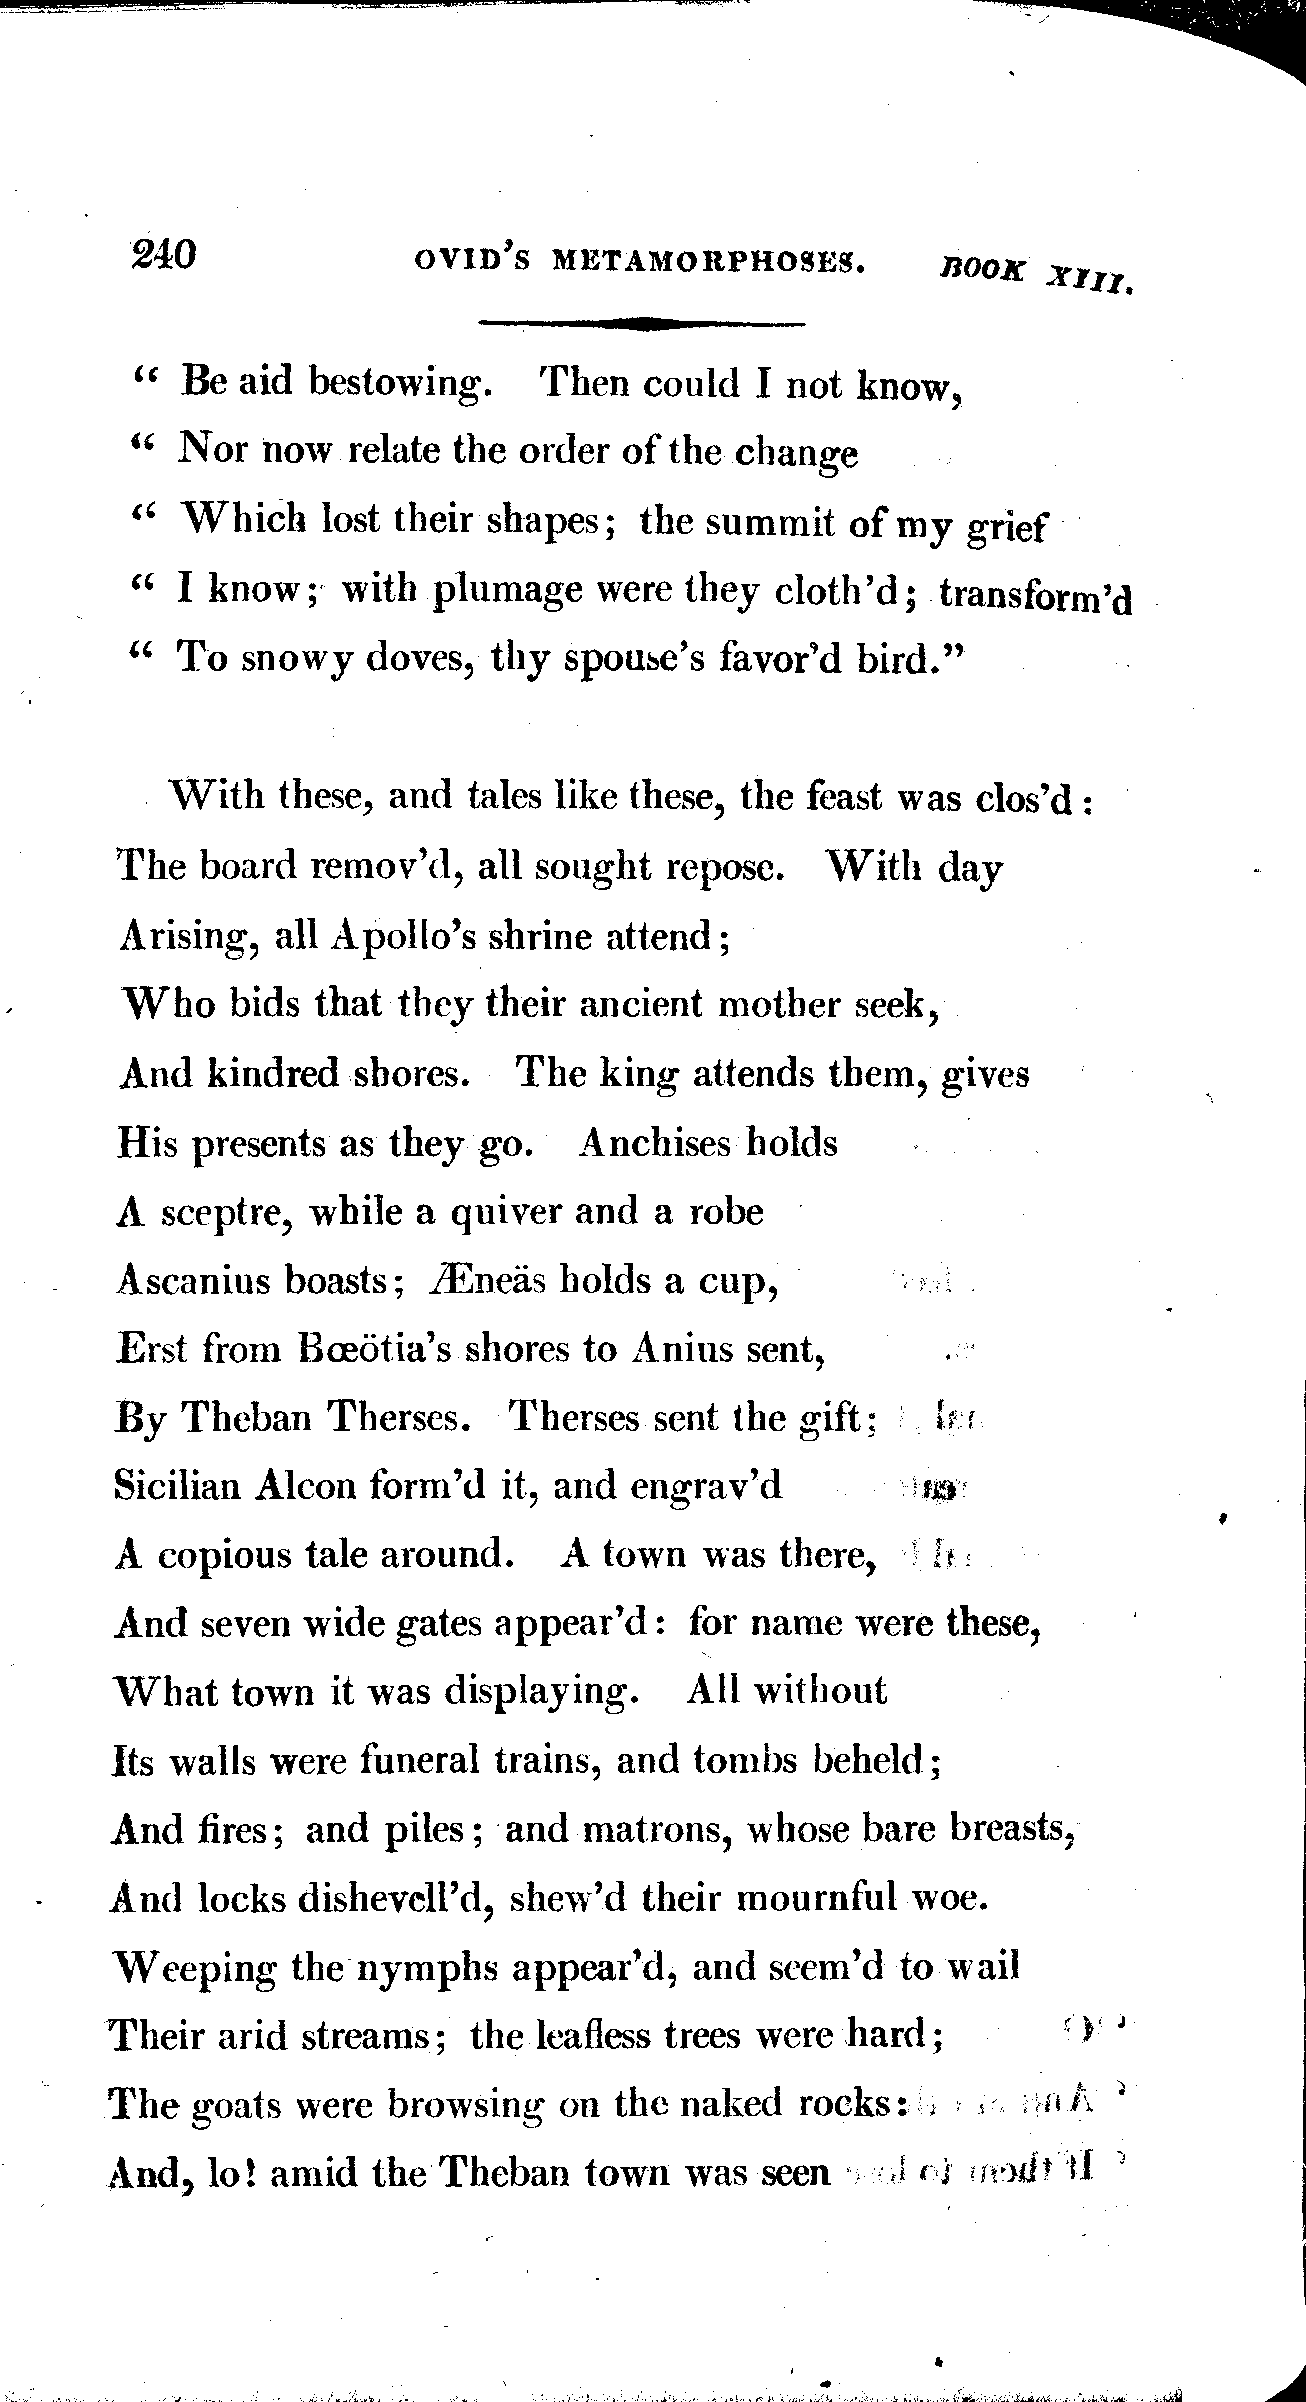 240 OVID'S METAMORPHOSES. BOOK XIII.
“ Be aid bestowing. Then could I not know,
“ Nor now relate the order of the change
“ Which lost their shapes; the summit of my grief
“ I know; with plumage were they cloth'd; transform'd
“ To snowy doves, thy spouse's favor'd bird.”
With these, and tales like these, the feast was clos'd:
The board remov'd, all sought repose. With day
Arising, all Apollo's shrine attend;
Who bids that they their ancient mother seek,
And kindred shores. The king attends them, gives
His presents as they go. Anchises holds
A sceptre, while a quiver and a robe
Ascanius boasts; Æneäs holds a cup,
Erst from Bœötia's shores to Anius sent,
By Theban Therses. Therses sent the gift;
Sicilian Alcon form'd it, and engrav'd
A copious tale around. A town was there,
And seven wide gates appear'd: for name were these,
What town it was displaying. All without
Its walls were funeral trains, and tombs beheld;
And fires; and piles; and matrons, whose bare breasts,
And locks dishevell'd, shew'd their mournful woe.
Weeping the nymphs appear'd, and seem'd to wail
Their arid streams; the leafless trees were hard;
The goats were browsing on the naked rocks:
And, lo! amid the Theban town was seen